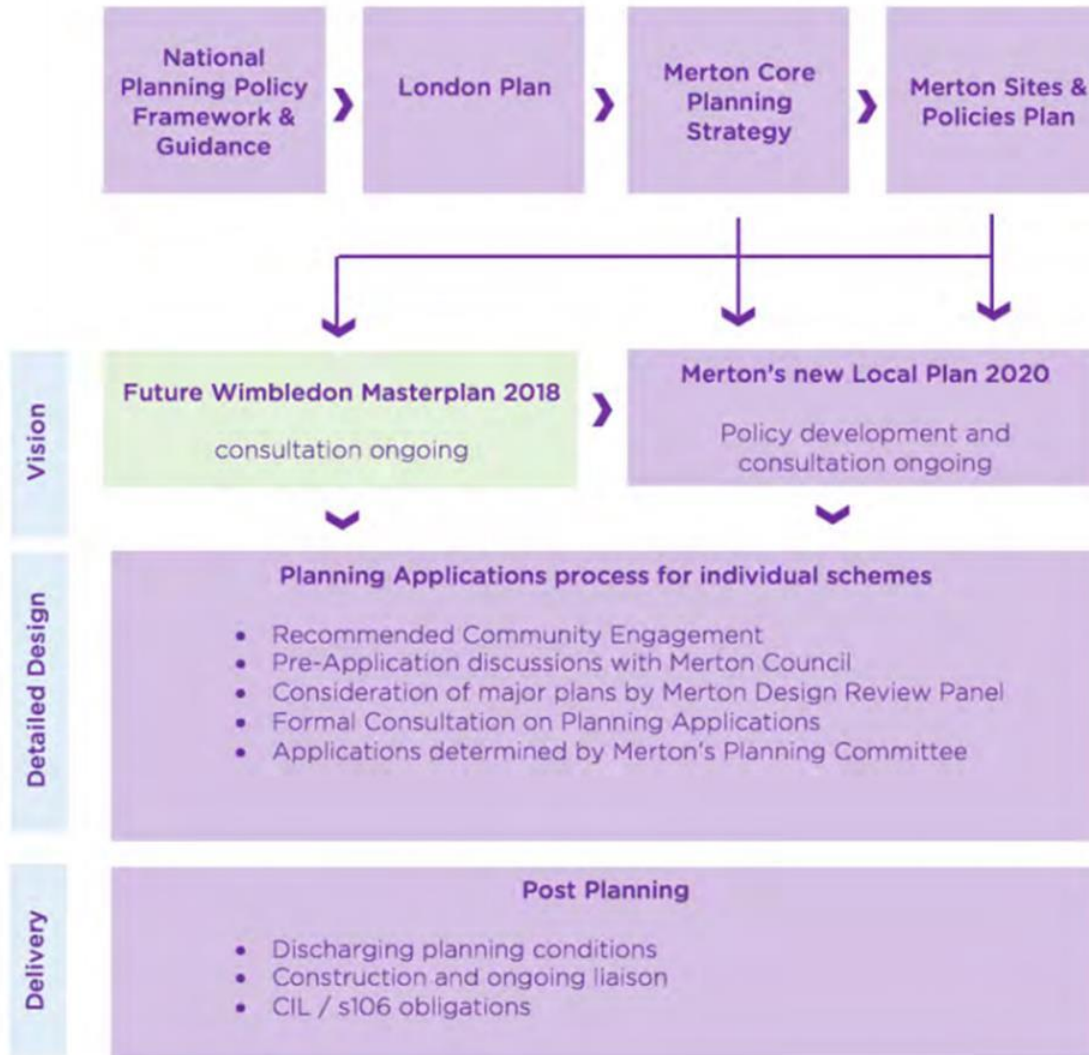 National
Planning Policy
Framework &
Guidance
London Plan
Merton Core
Planning
Strategy
Merton Sites &
Policies Plan
Vision
Future Wimbledon Masterplan 2018
consultation ongoing
Merton's new Local Plan 2020
Policy development and
consultation ongoing
Detailed Design
Planning Applications process for individual schemes
• Recommended Community Engagement
• Pre-Application discussions with Merton Council
• Consideration of major plans by Merton Design Review Panel
• Formal Consultation on Planning Applications
• Applications determined by Merton's Planning Committee
Delivery
Post Planning
• Discharging planning conditions
• Construction and ongoing liaison
• CIL / s106 obligations